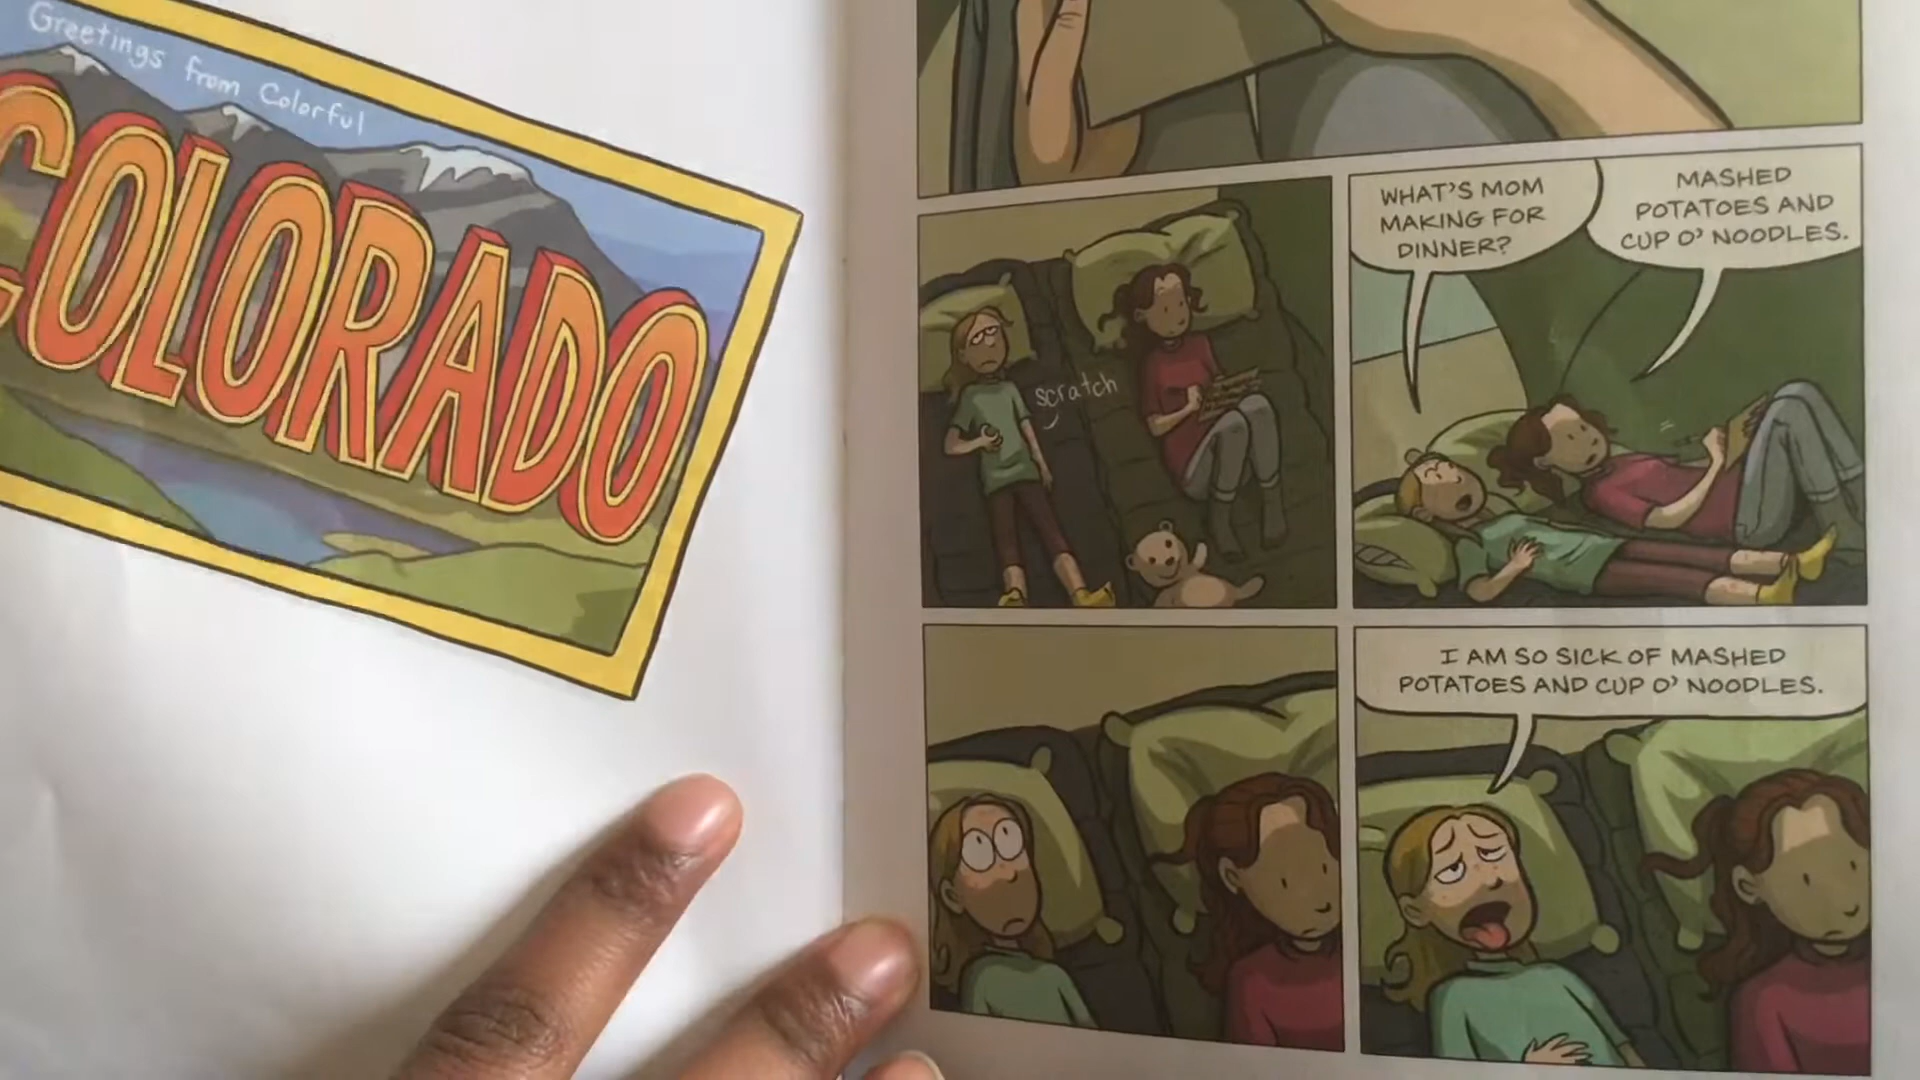 Greetings from Colorful
COLORADO
scratch
WHAT'S MOM
MAKING FOR
DINNER?
MASHED
POTATOES AND
CUP O' NOODLES.
I AM SO SICK OF MASHED
POTATOES AND CUP O' NOODLES.